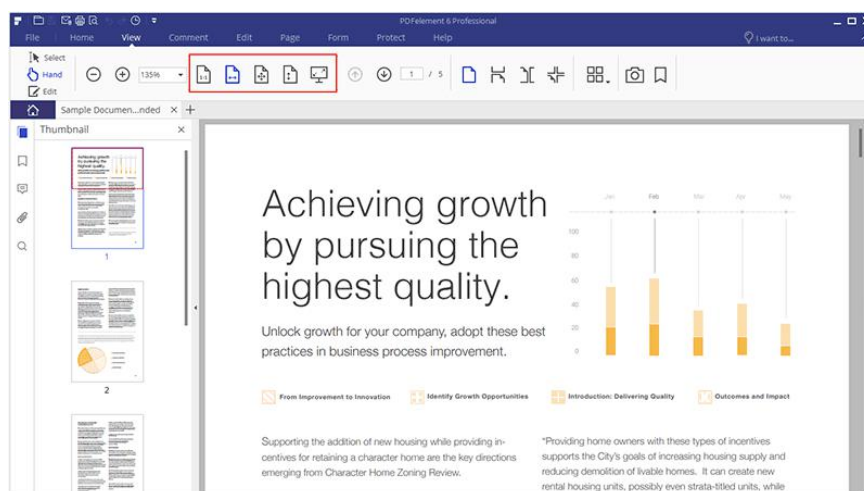 PDFelement 6 Professional
File Home View Comment Edit Page Form Protect Help I want to...
Select
Hand
Edit
135%
1:1
1 / 5
Sample Documen...nded × +
Thumbnail ×
1
2
Achieving growth
by pursuing the
highest quality.
Unlock growth for your company, adopt these best
practices in business process improvement.
Jan Feb Mar Apr May
100
80
60
40
20
0
From Improvement to Innovation
Identify Growth Opportunities
Introduction: Delivering Quality
Outcomes and Impact
Supporting the addition of new housing while providing in-
centives for retaining a character home are the key directions
emerging from Character Home Zoning Review.
"Providing home owners with these types of incentives
supports the City's goals of increasing housing supply and
reducing demolition of livable homes. It can create new
rental housing units, possibly even strata-titled units, while